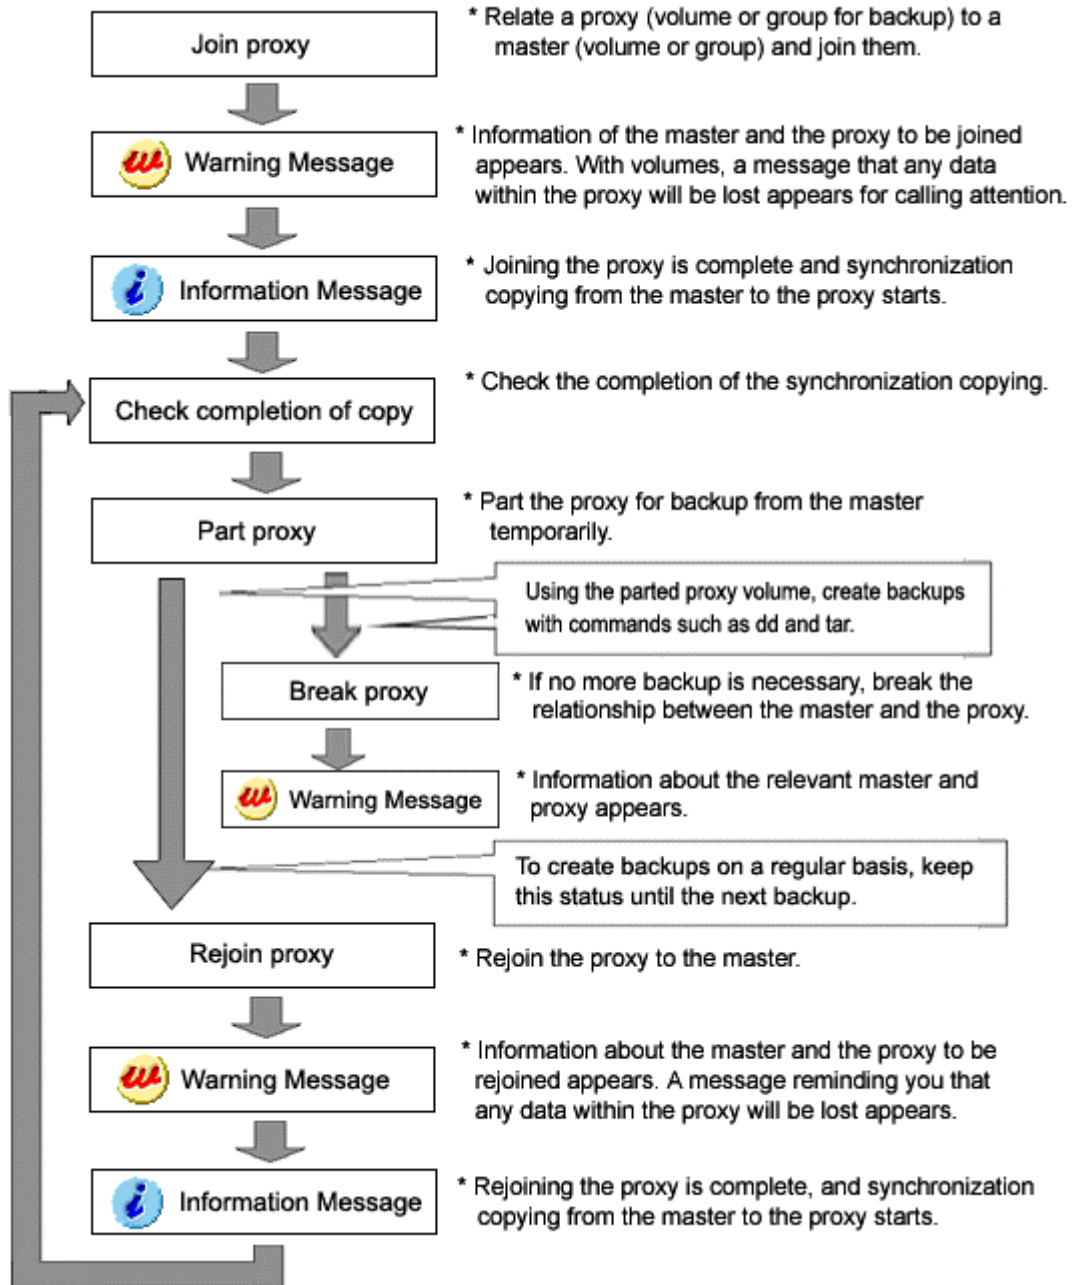 Join proxy
* Relate a proxy (volume or group for backup) to a
master (volume or group) and join them.
Warning Message
* Information of the master and the proxy to be joined
appears. With volumes, a message that any data
within the proxy will be lost appears for calling attention.
Information Message
* Joining the proxy is complete and synchronization
copying from the master to the proxy starts.
Check completion of copy
* Check the completion of the synchronization copying.
Part proxy
* Part the proxy for backup from the master
temporarily.
Using the parted proxy volume, create backups
with commands such as dd and tar.
Break proxy
* If no more backup is necessary, break the
relationship between the master and the proxy.
Warning Message
* Information about the relevant master and
proxy appears.
To create backups on a regular basis, keep
this status until the next backup.
Rejoin proxy
* Rejoin the proxy to the master.
Warning Message
* Information about the master and the proxy to be
rejoined appears. A message reminding you that
any data within the proxy will be lost appears.
Information Message
* Rejoining the proxy is complete, and synchronization
copying from the master to the proxy starts.